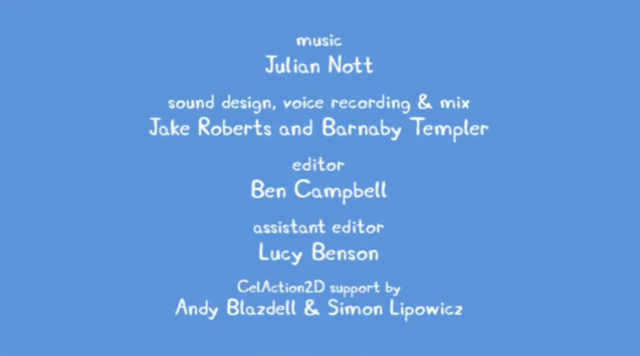 music
Julian Nott
sound design, voice recording & mix
Jake Roberts and Barnaby Templer
editor
Ben Campbell
assistant editor
Lucy Benson
CelAction2D support by
Andy Blazdell & Simon Lipowicz